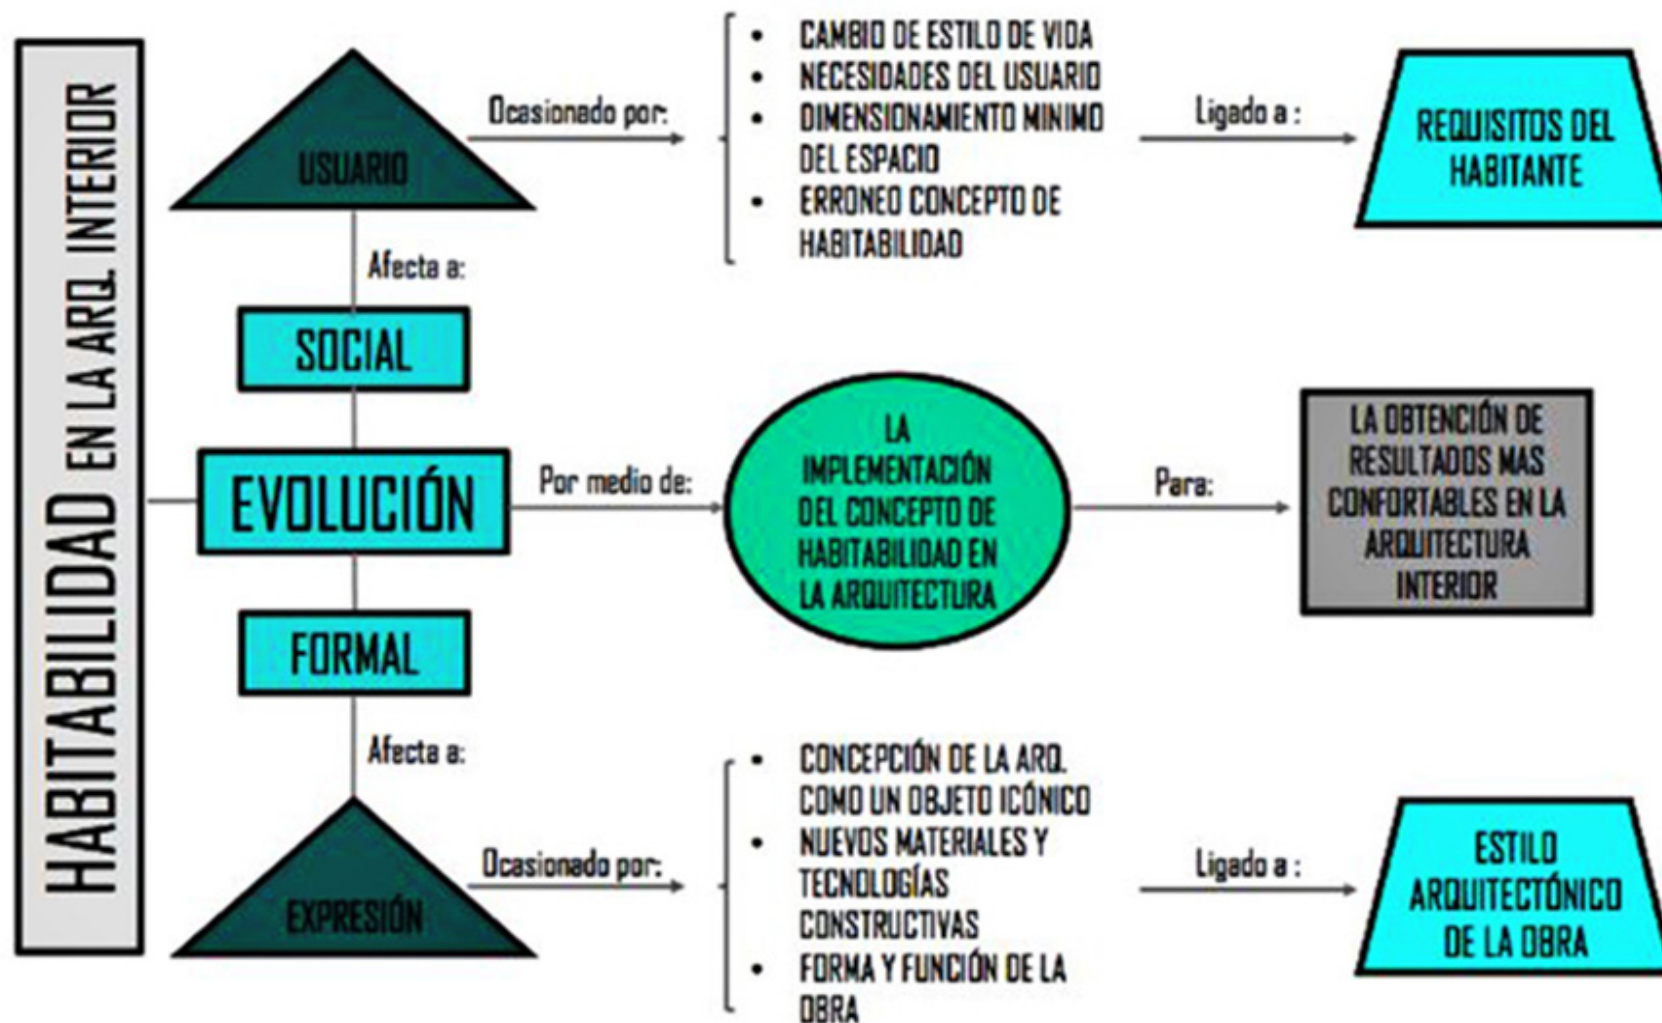 HABITABILIDAD EN LA ARQ. INTERIOR
USUARIO
Ocasionado por:
• CAMBIO DE ESTILO DE VIDA
• NECESIDADES DEL USUARIO
• DIMENSIONAMIENTO MINIMO
DEL ESPACIO
• ERRONEO CONCEPTO DE
HABITABILIDAD
Ligado a :
REQUISITOS DEL
HABITANTE
Afecta a:
SOCIAL
EVOLUCIÓN
Por medio de:
LA
IMPLEMENTACIÓN
DEL CONCEPTO DE
HABITABILIDAD EN
LA ARQUITECTURA
Para:
LA OBTENCIÓN DE
RESULTADOS MAS
CONFORTABLES EN LA
ARQUITECTURA
INTERIOR
FORMAL
Afecta a:
EXPRESIÓN
Ocasionado por:
• CONCEPCIÓN DE LA ARQ.
COMO UN OBJETO ICÓNICO
• NUEVOS MATERIALES Y
TECNOLOGÍAS
CONSTRUCTIVAS
• FORMA Y FUNCIÓN DE LA
OBRA
Ligado a :
ESTILO
ARQUITECTÓNICO
DE LA OBRA